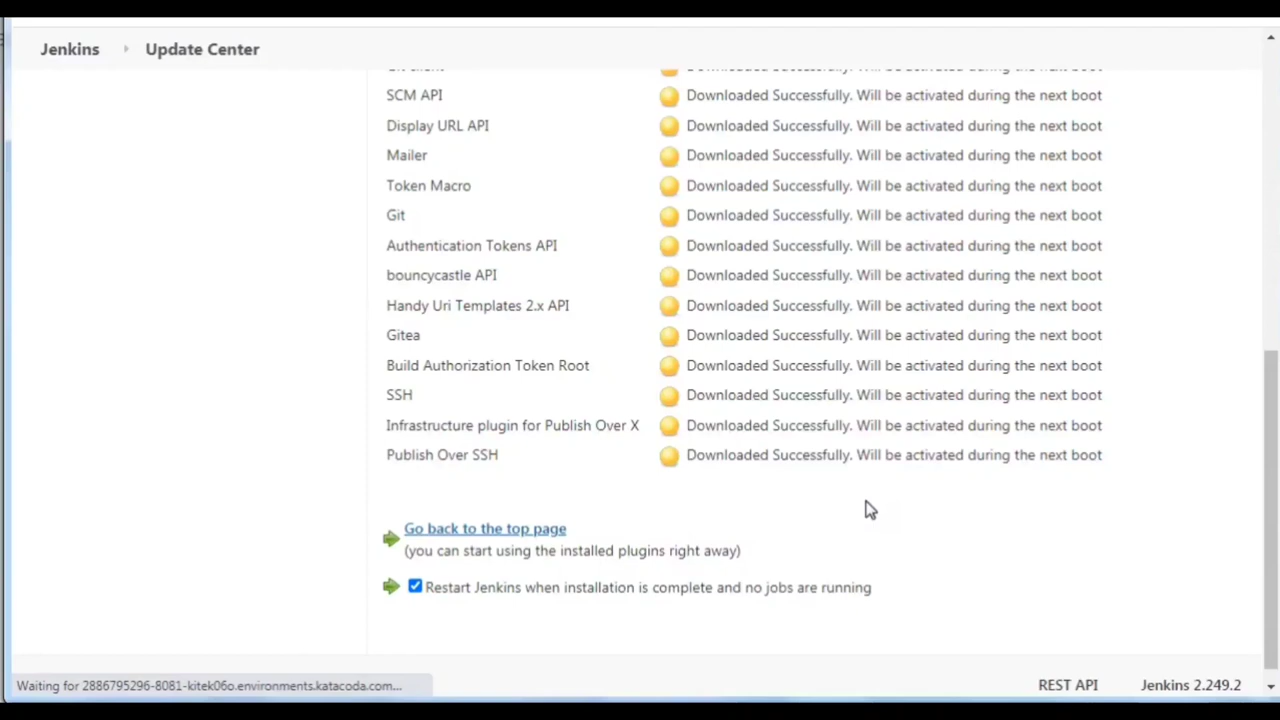 Jenkins Update Center
Downloaded Successfully. Will be activated during the next boot
SCM API Downloaded Successfully. Will be activated during the next boot
Display URL API Downloaded Successfully. Will be activated during the next boot
Mailer Downloaded Successfully. Will be activated during the next boot
Token Macro Downloaded Successfully. Will be activated during the next boot
Git Downloaded Successfully. Will be activated during the next boot
Authentication Tokens API Downloaded Successfully. Will be activated during the next boot
bouncycastle API Downloaded Successfully. Will be activated during the next boot
Handy Uri Templates 2.x API Downloaded Successfully. Will be activated during the next boot
Gitea Downloaded Successfully. Will be activated during the next boot
Build Authorization Token Root Downloaded Successfully. Will be activated during the next boot
SSH Downloaded Successfully. Will be activated during the next boot
Infrastructure plugin for Publish Over X Downloaded Successfully. Will be activated during the next boot
Publish Over SSH Downloaded Successfully. Will be activated during the next boot
Go back to the top page
(you can start using the installed plugins right away)
Restart Jenkins when installation is complete and no jobs are running
Waiting for 2886795296-8081-kitek06o.environments.katacoda.com...
REST API Jenkins 2.249.2